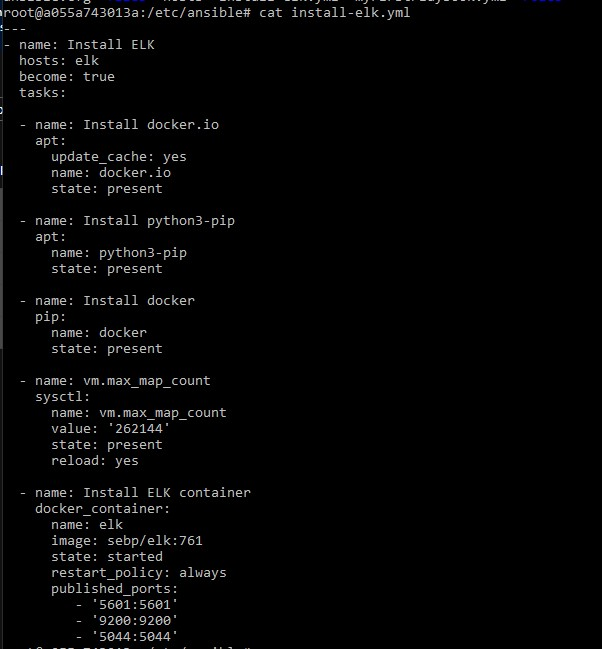 root@a055a743013a:/etc/ansible# cat install-elk.yml
---
- name: Install ELK
  hosts: elk
  become: true
  tasks:

  - name: Install docker.io
    apt:
      update_cache: yes
      name: docker.io
      state: present

  - name: Install python3-pip
    apt:
      name: python3-pip
      state: present

  - name: Install docker
    pip:
      name: docker
      state: present

  - name: vm.max_map_count
    sysctl:
      name: vm.max_map_count
      value: '262144'
      state: present
      reload: yes

  - name: Install ELK container
    docker_container:
      name: elk
      image: sebp/elk:761
      state: started
      restart_policy: always
      published_ports:
         - '5601:5601'
         - '9200:9200'
         - '5044:5044'